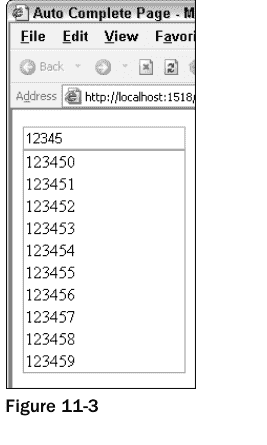 Auto Complete Page - M
File Edit View Favori
Back
Address http://localhost:1518/
12345
123450
123451
123452
123453
123454
123455
123456
123457
123458
123459
Figure 11-3